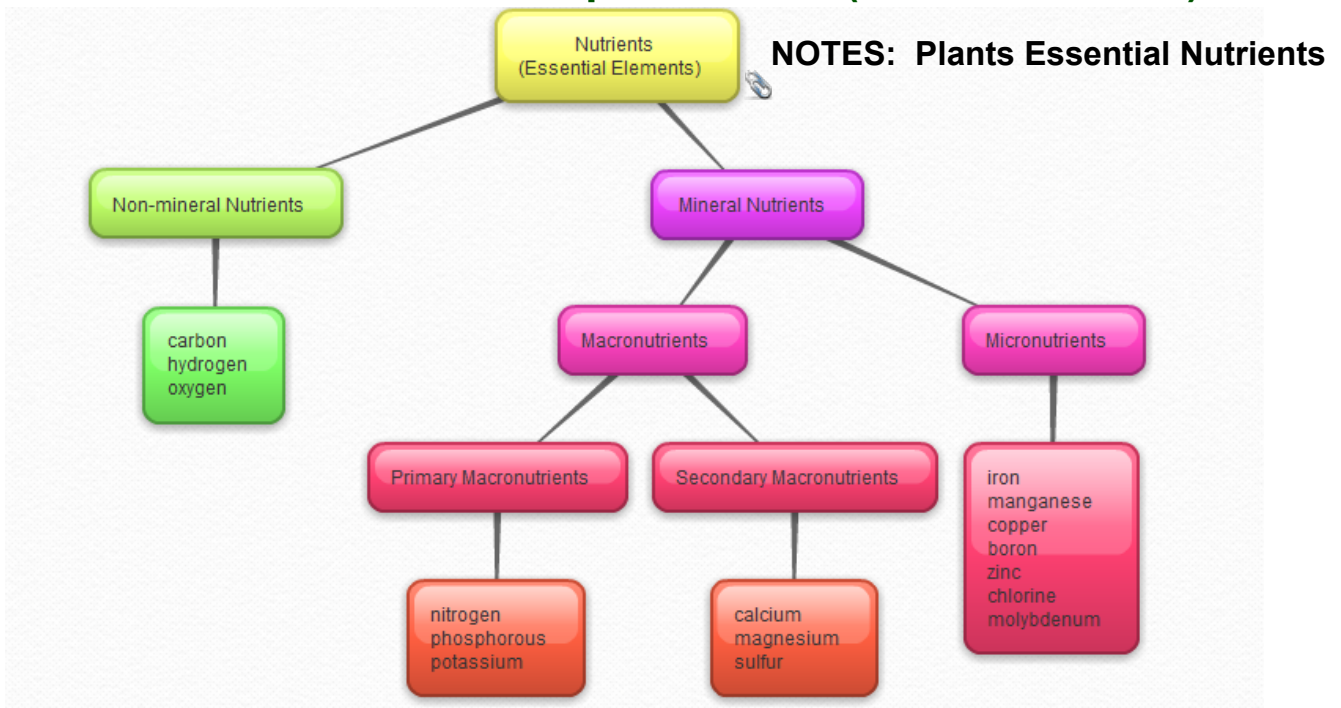 Nutrients
(Essential Elements)
NOTES: Plants Essential Nutrients
Non-mineral Nutrients
Mineral Nutrients
carbon
hydrogen
oxygen
Macronutrients
Micronutrients
Primary Macronutrients
Secondary Macronutrients
iron
manganese
copper
boron
zinc
chlorine
molybdenum
nitrogen
phosphorous
potassium
calcium
magnesium
sulfur